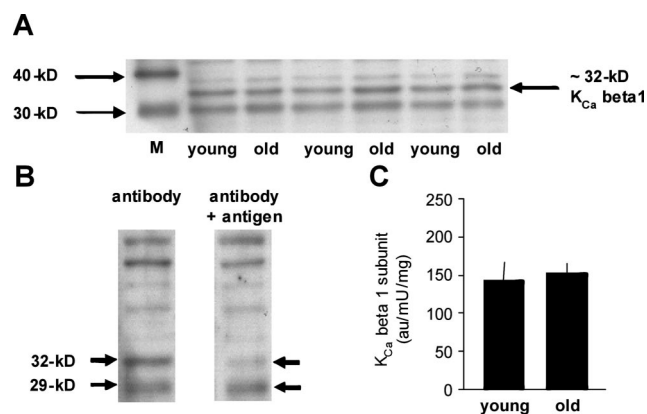 A
40-kD
30-kD
~ 32-kD
KCa beta1
M young old young old young old
B
antibody
antibody
+ antigen
32-kD
29-kD
C
KCa beta 1 subunit
(au/mU/mg)
250
200
150
100
50
0
young old